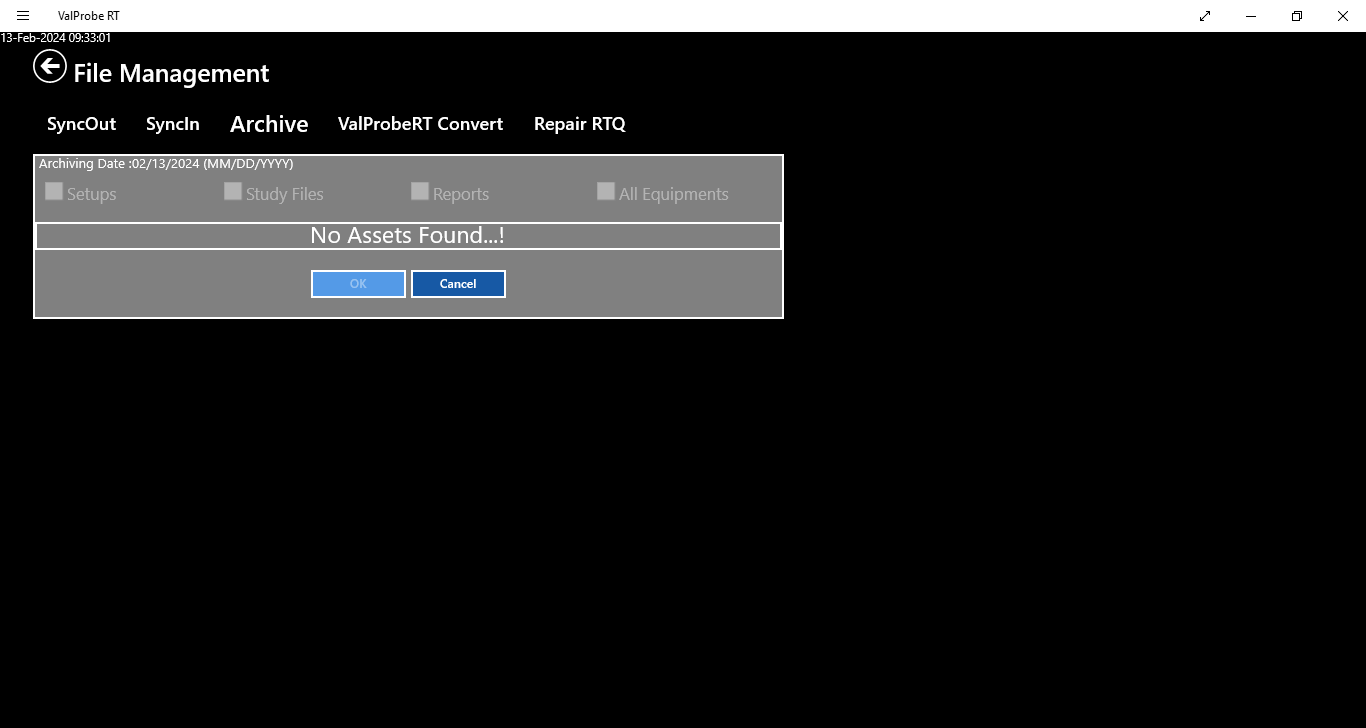 ValProbe RT
13-Feb-2024 09:33:01
File Management
SyncOut SyncIn Archive ValProbeRT Convert Repair RTQ
Archiving Date :02/13/2024 (MM/DD/YYYY)
Setups Study Files Reports All Equipments
No Assets Found...!
OK Cancel